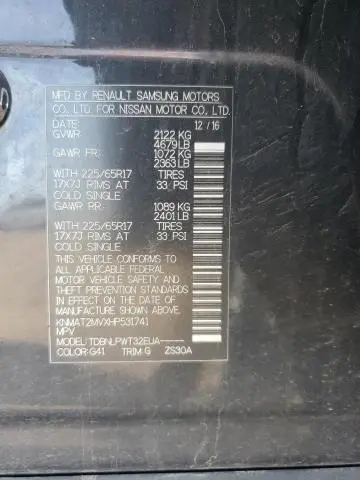 MFD BY RENAULT SAMSUNG MOTORS
CO., LTD. FOR NISSAN MOTOR CO., LTD.
DATE: 12/16
GVWR 2122 KG
4679 LB
GAWR FR. 1072 KG
2363 LB
WITH 225/65R17 TIRES
17X7J RIMS AT 33 PSI
COLD SINGLE
GAWR RR. 1089 KG
2401 LB
WITH 225/65R17 TIRES
17X7J RIMS AT 33 PSI
COLD SINGLE
THIS VEHICLE CONFORMS TO ALL
APPLICABLE FEDERAL
MOTOR VEHICLE SAFETY AND
THEFT PREVENTION STANDARDS
IN EFFECT ON THE DATE OF
MANUFACTURE SHOWN ABOVE.
KNMAT2MVXHP531741
MPV
MODEL: TDBNLPWT32EUA-----
COLOR: G41 TRIM: G ZS30A